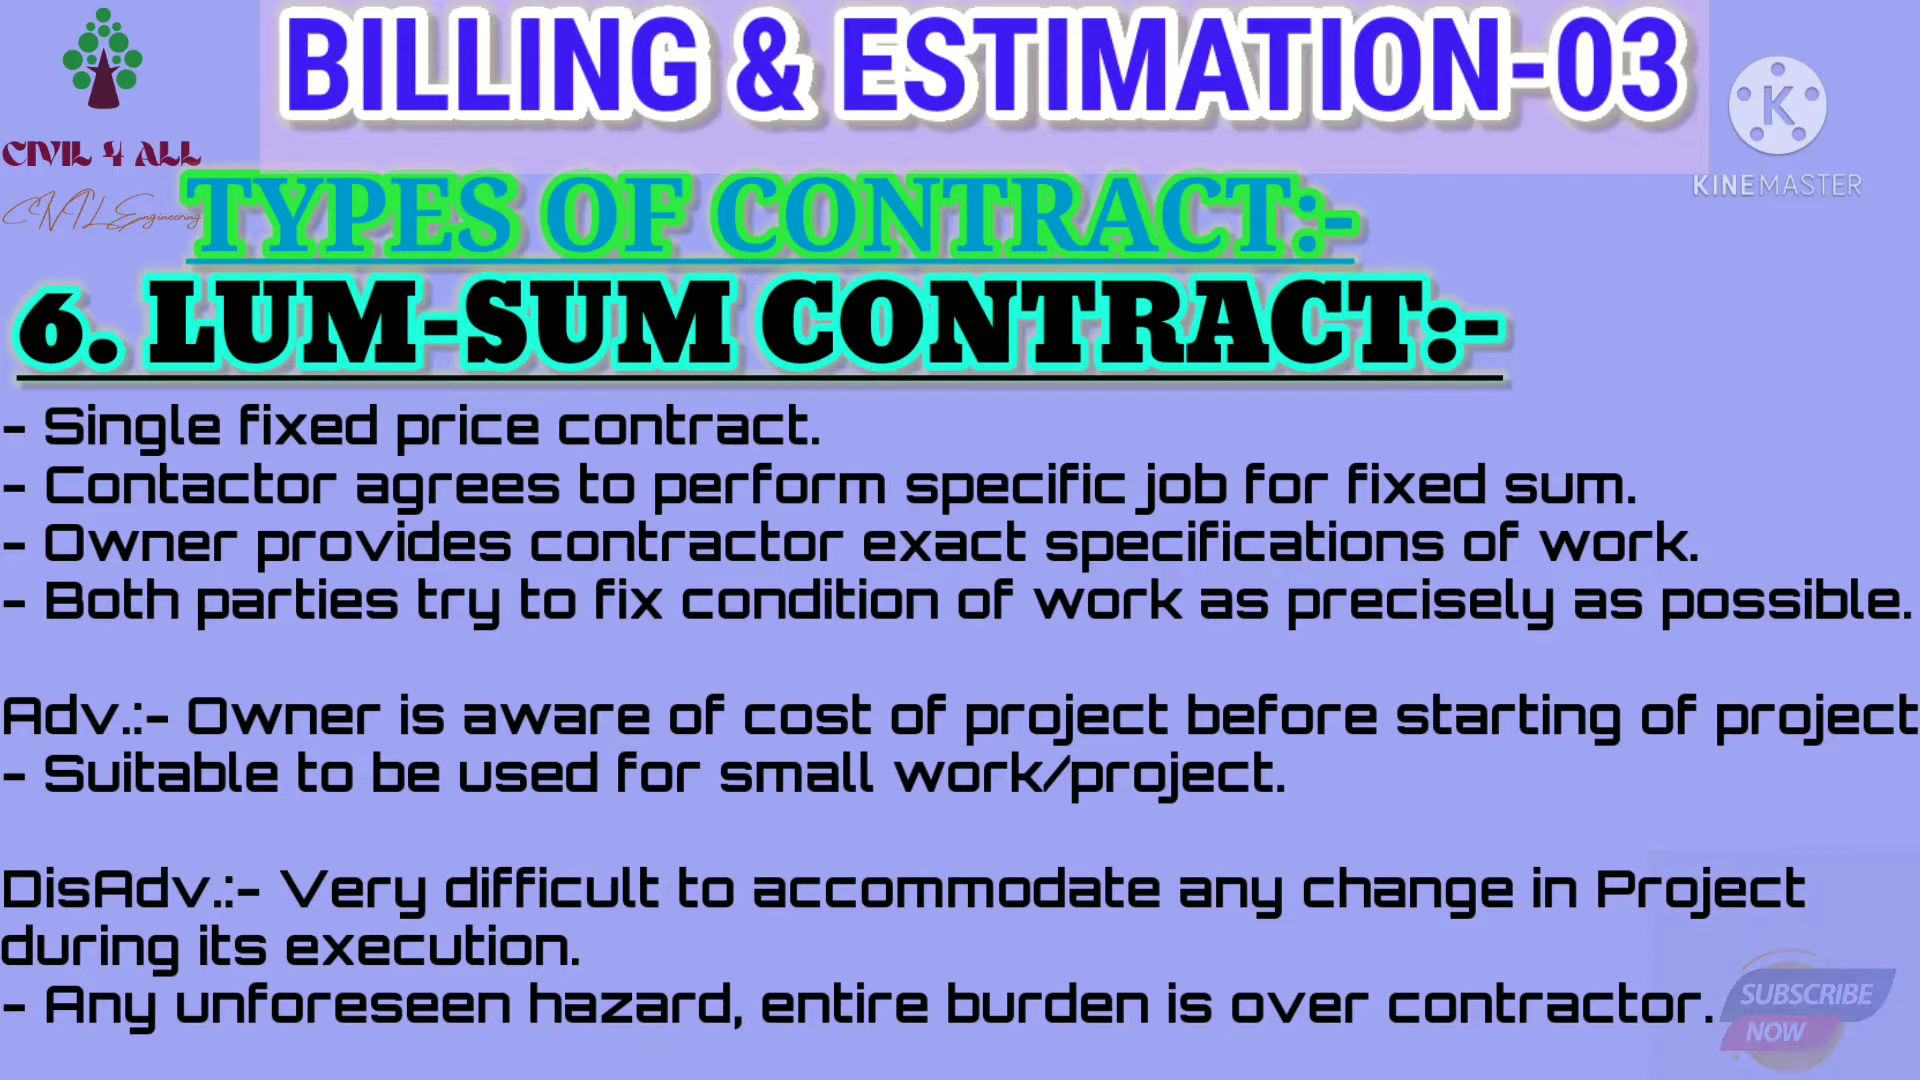 BILLING & ESTIMATION-03
K
KINEMASTER
CIVIL 4 ALL
CIVIL Engineering
TYPES OF CONTRACT:-
6. LUM-SUM CONTRACT:-
- Single fixed price contract.
- Contactor agrees to perform specific job for fixed sum.
- Owner provides contractor exact specifications of work.
- Both parties try to fix condition of work as precisely as possible.
Adv.:- Owner is aware of cost of project before starting of project
- Suitable to be used for small work/project.
DisAdv.:- Very difficult to accommodate any change in Project
during its execution.
- Any unforeseen hazard, entire burden is over contractor.
SUBSCRIBE
NOW